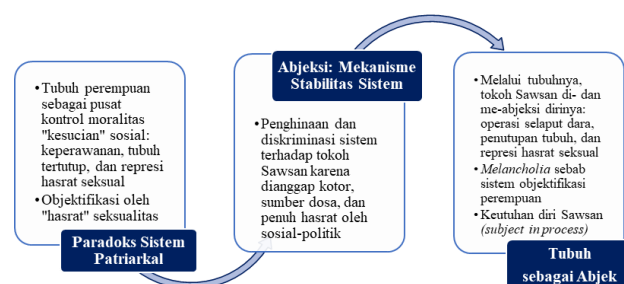 •Tubuh perempuan
sebagai pusat
kontrol moralitas
"kesucian" sosial:
keperawanan, tubuh
tertutup, dan represi
hasrat seksual
•Objektifikasi oleh
"hasrat" seksualitas
Paradoks Sistem
Patriarkal
Abjeksi: Mekanisme
Stabilitas Sistem
•Penghinaan dan
diskriminasi sistem
terhadap tokoh
Sawsan karena
dianggap kotor,
sumber dosa, dan
penuh hasrat oleh
sosial-politik
•Melalui tubuhnya,
tokoh Sawsan di- dan
me-abjeksi dirinya:
operasi selaput dara,
penutupan tubuh, dan
represi hasrat seksual
•Melancholia sebab
sistem objektifikasi
perempuan
•Keutuhan diri Sawsan
(subject in process)
Tubuh
sebagai Abjek